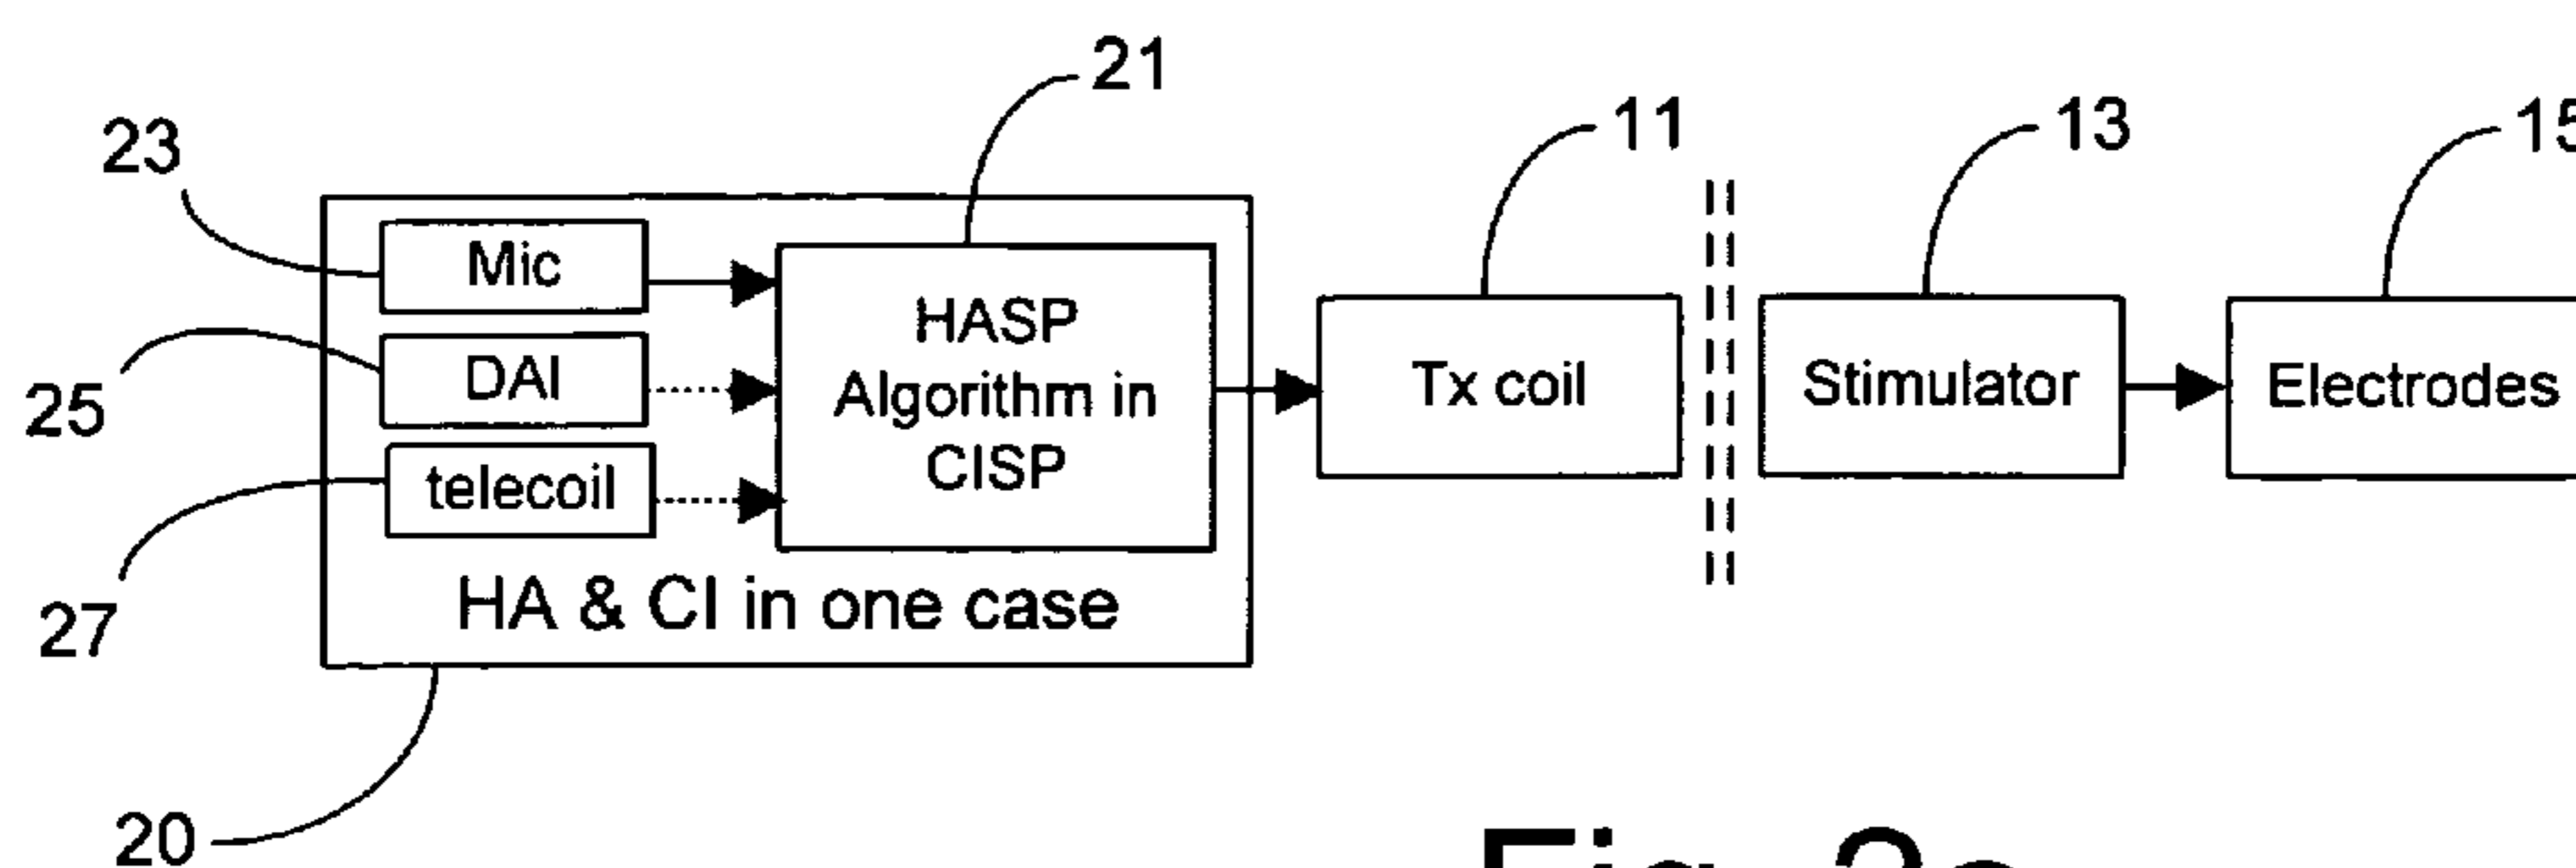 21
11
13
15
23
Mic
HASP
Algorithm in
CISP
DAI
telecoil
25
27
HA & CI in one case
Tx coil
Stimulator
Electrodes
20